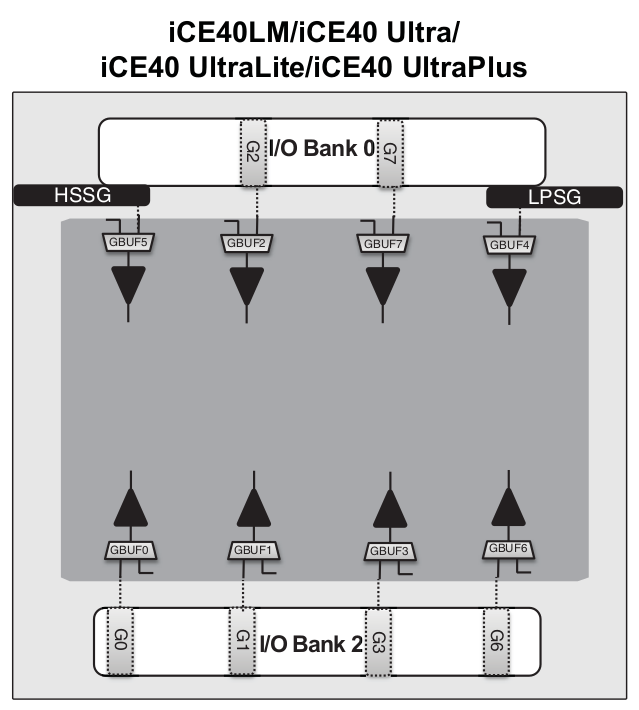 iCE40LM/iCE40 Ultra/
iCE40 UltraLite/iCE40 UltraPlus
G2 I/O Bank 0 G7
HSSG LPSG
GBUF5 GBUF2 GBUF7 GBUF4
GBUF0 GBUF1 GBUF3 GBUF6
G0 G1 I/O Bank 2 G3 G6